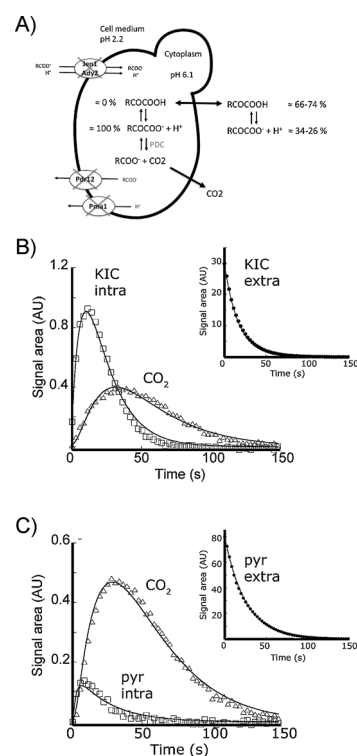 A)
Cell medium
pH 2.2
Cytoplasm
pH 6.1
Jen1
Ady2
RCOO⁻
H⁺
RCOO⁻
H⁺
≈ 0 %
RCOCOOH
RCOCOOH
≈ 66-74 %
≈ 100 %
RCOCOO⁻ + H⁺
RCOCOO⁻ + H⁺
≈ 34-26 %
PDC
RCOO⁻ + CO2
CO2
Pdr12
RCOO⁻
Pma1
H⁺
B)
Signal area (AU)
1.2
0.8
0.4
0
0
50
100
150
Time (s)
KIC
intra
CO₂
Signal area (AU)
30
20
10
0
50
100
150
Time (s)
KIC
extra
C)
Signal area (AU)
0.6
0.4
0.2
0
0
50
100
150
Time (s)
CO₂
pyr
intra
Signal area (AU)
80
60
40
20
0
50
100
150
Time (s)
pyr
extra